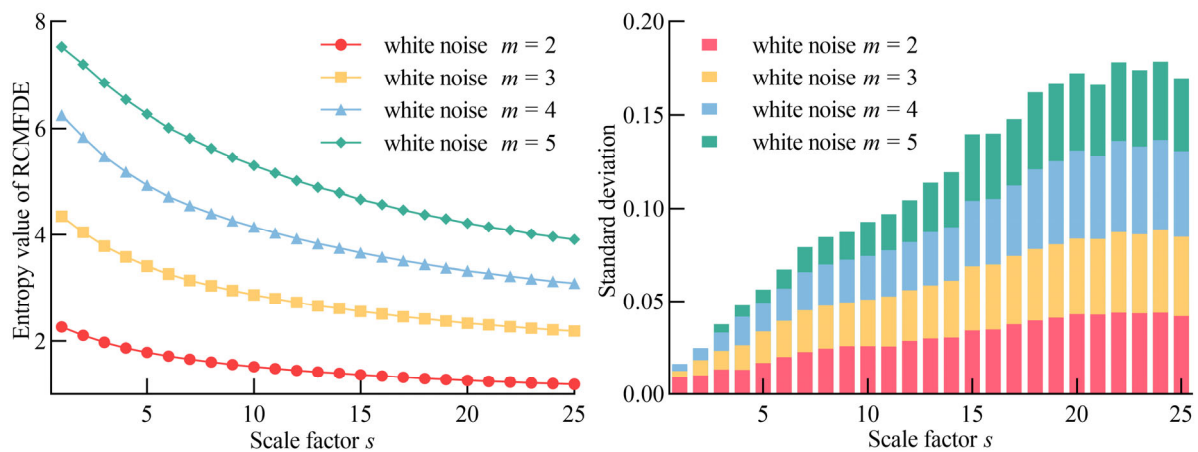 Entropy value of RCMFDE
8
6
4
2
white noise m = 2
white noise m = 3
white noise m = 4
white noise m = 5
5 10 15 20 25
Scale factor s
Standard deviation
0.20
0.15
0.10
0.05
0.00
white noise m = 2
white noise m = 3
white noise m = 4
white noise m = 5
5 10 15 20 25
Scale factor s